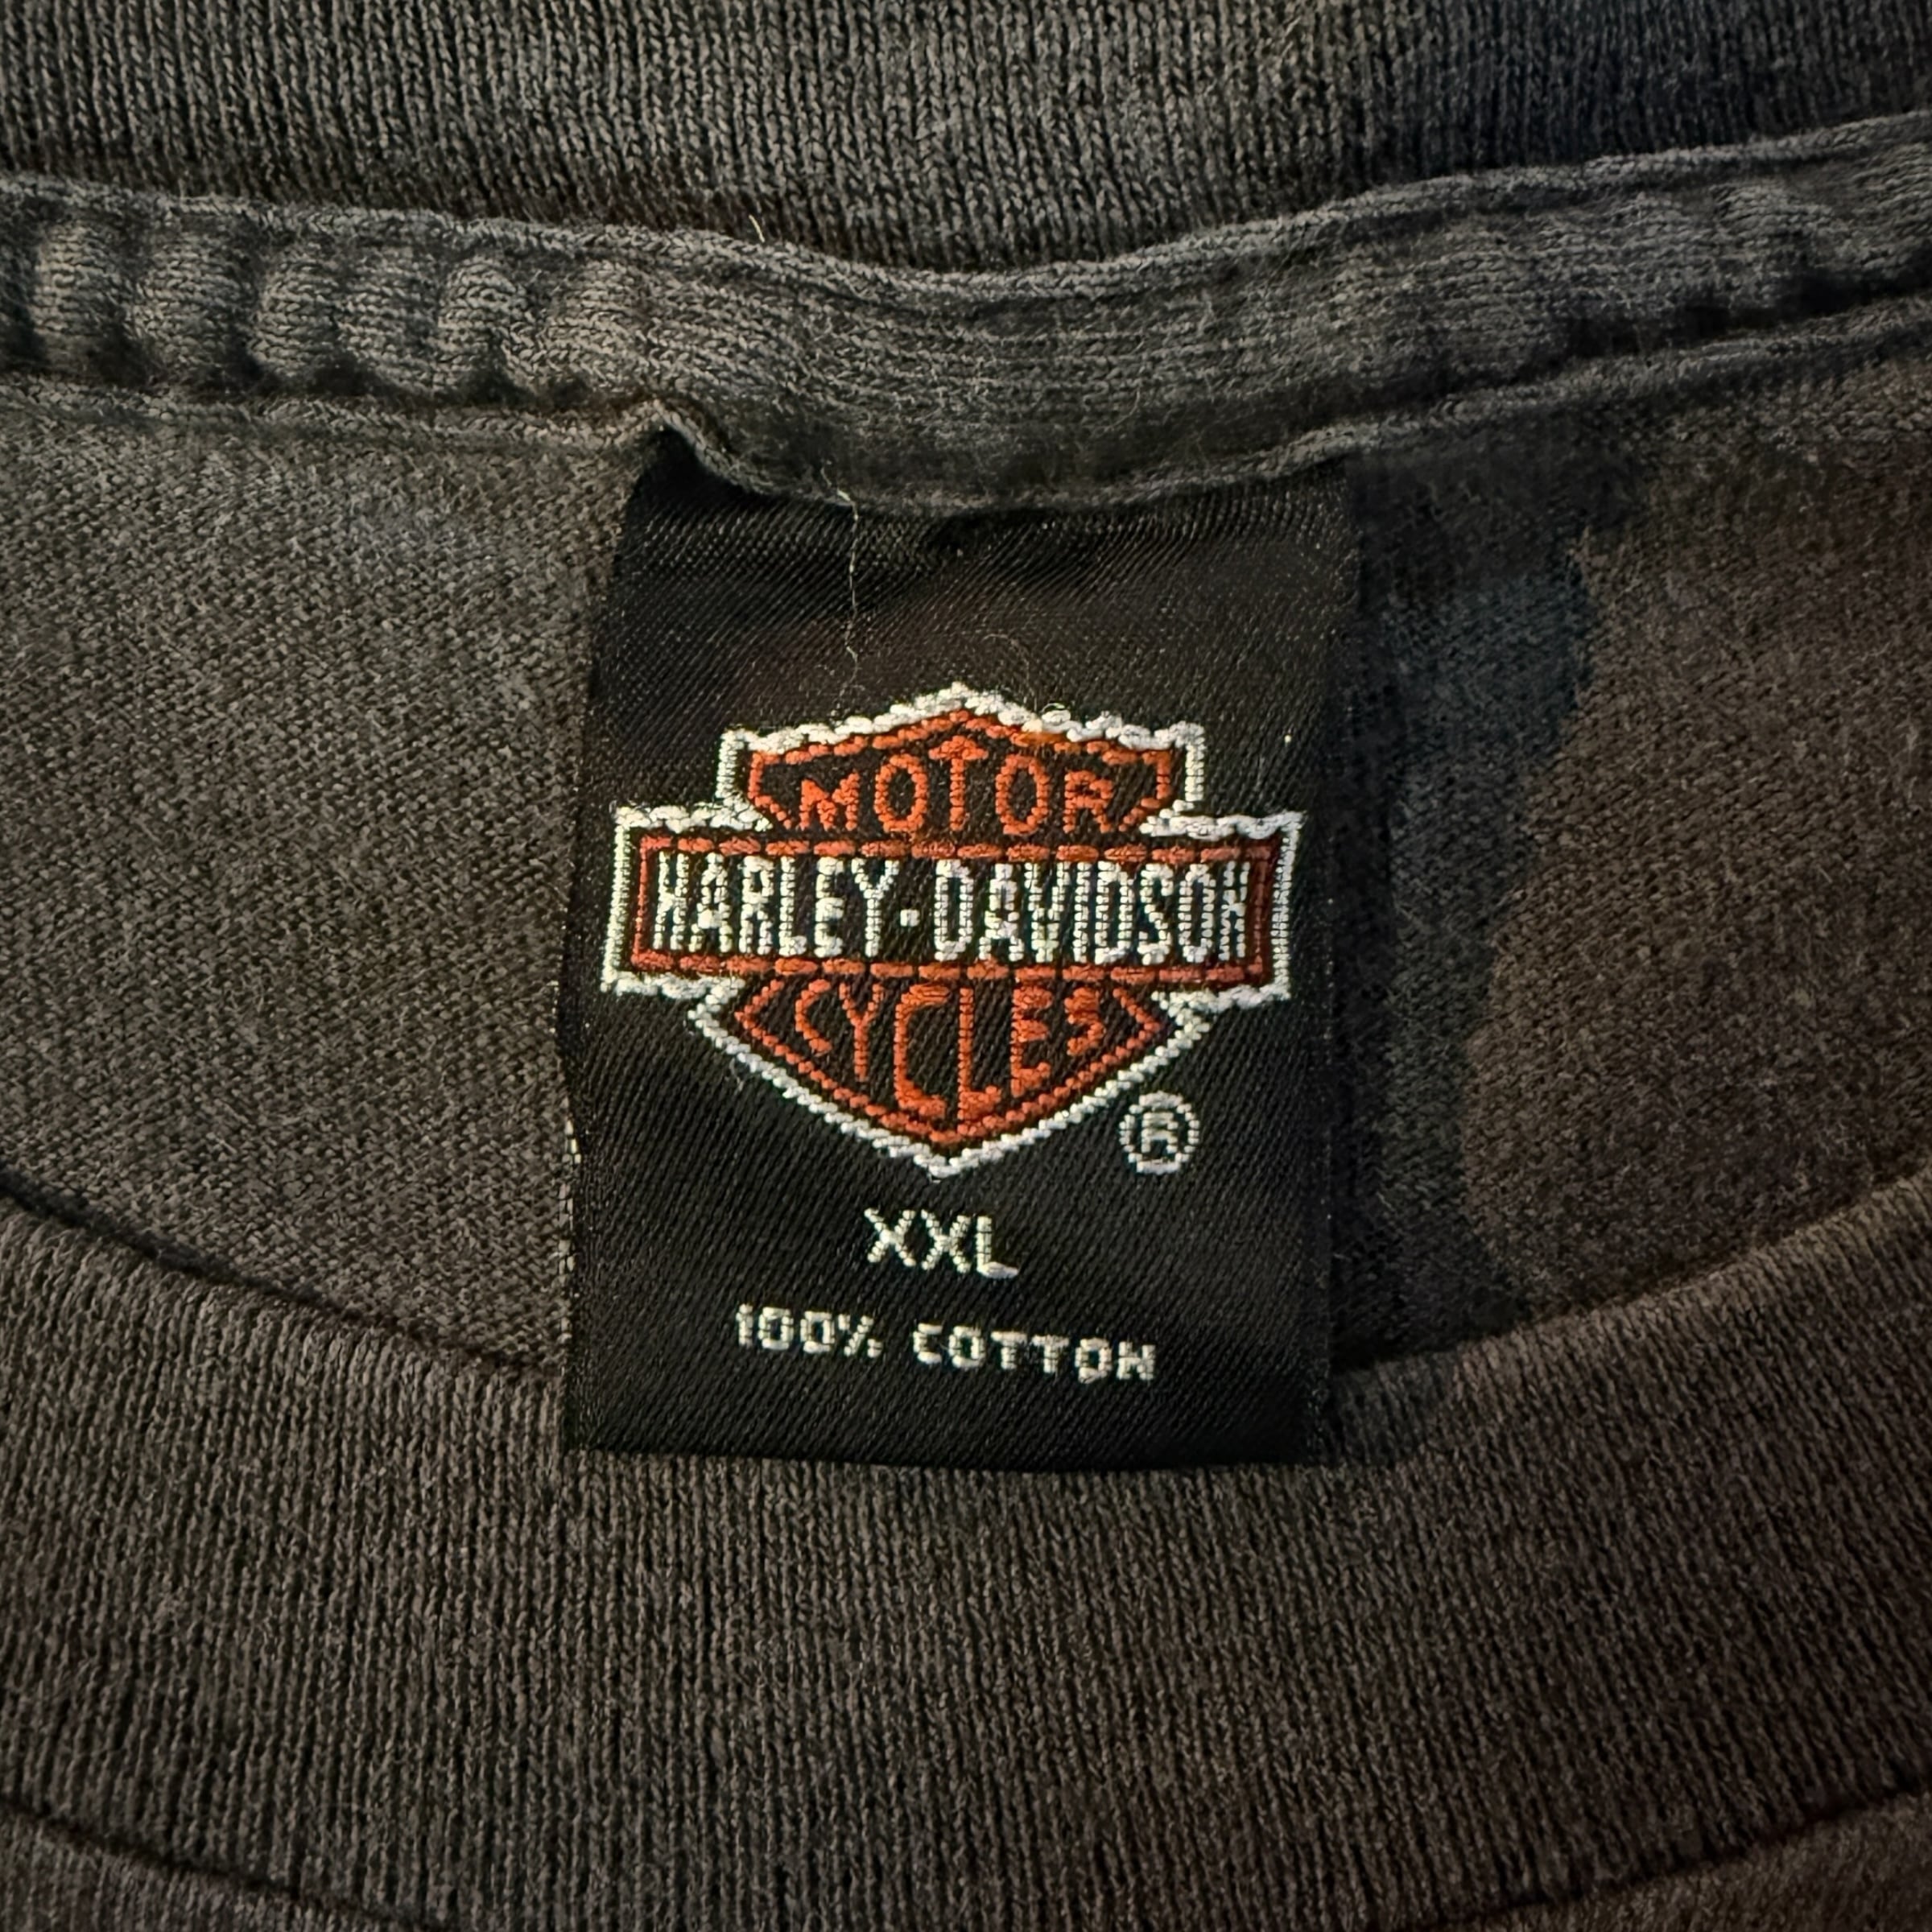 MOTOR
HARLEY-DAVIDSON
CYCLES
®
XXL
100% COTTON